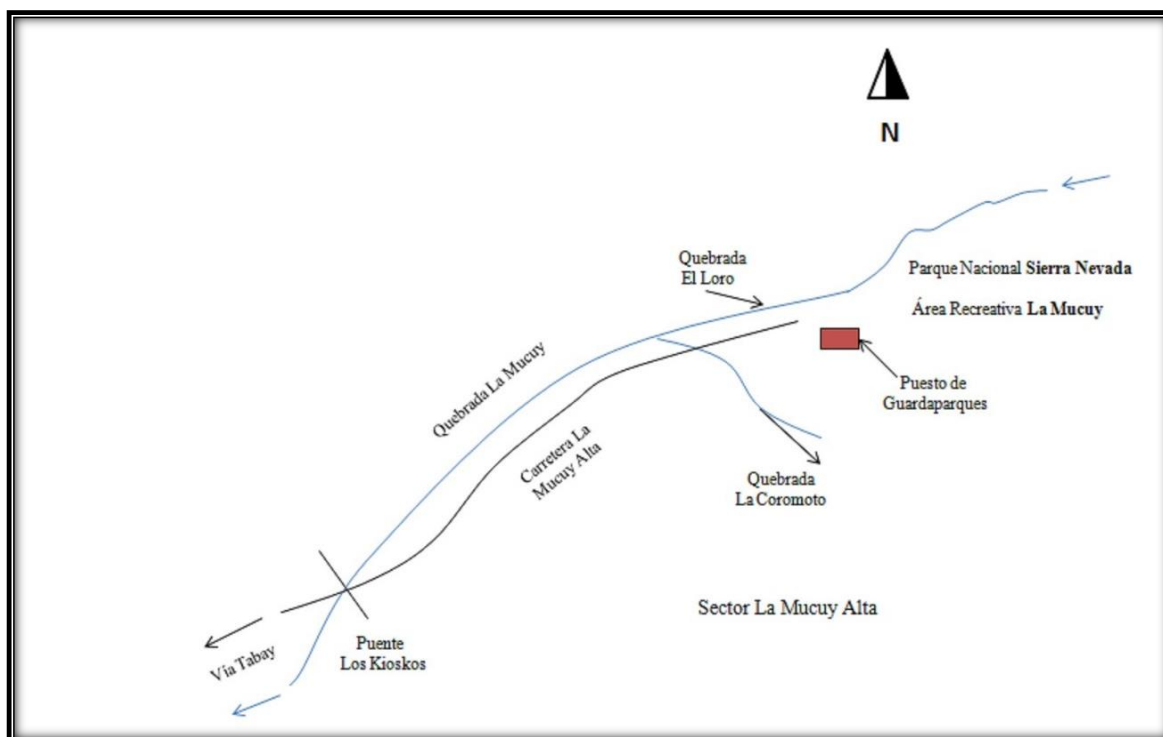 N
Quebrada
El Loro
Parque Nacional Sierra Nevada
Área Recreativa La Mucuy
Puesto de
Guardaparques
Quebrada La Mucuy
Carretera La
Mucuy Alta
Quebrada
La Coromoto
Sector La Mucuy Alta
Puente
Los Kioskos
Vía Tabay